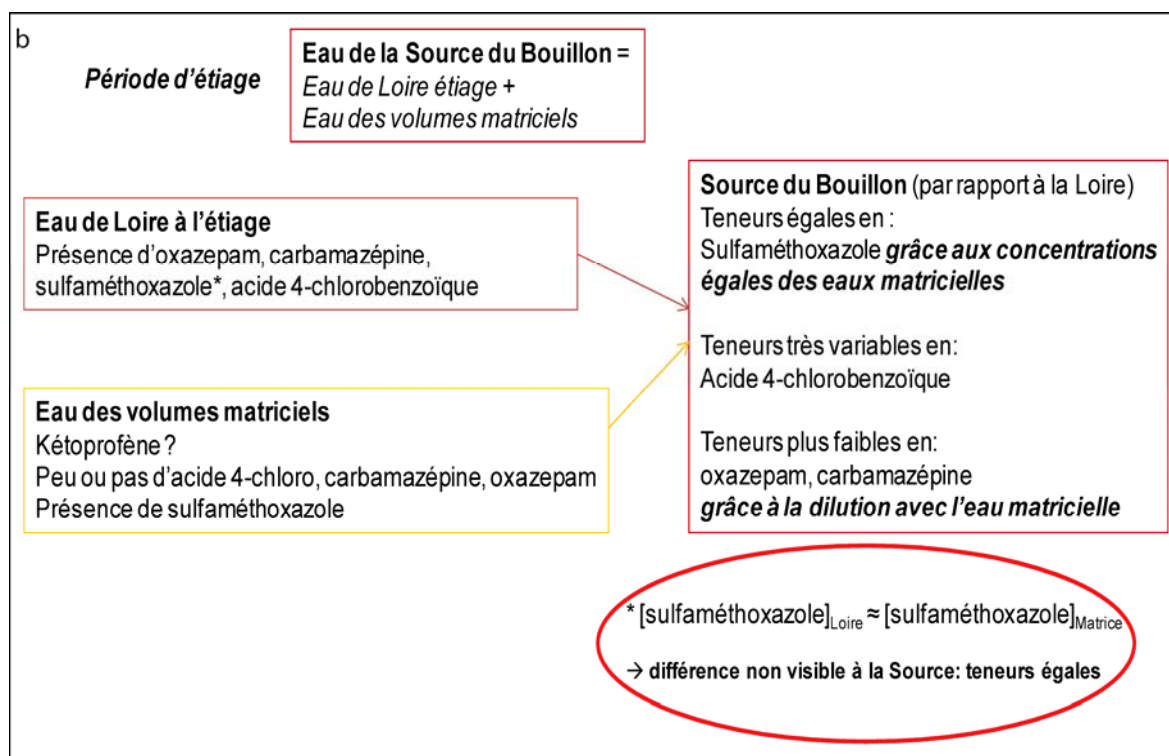 b
Période d'étiage
Eau de la Source du Bouillon =
Eau de Loire étiage +
Eau des volumes matriciels
Eau de Loire à l'étiage
Présence d'oxazepam, carbamazépine,
sulfaméthoxazole*, acide 4-chlorobenzoïque
Eau des volumes matriciels
Kétoprofène ?
Peu ou pas d'acide 4-chloro, carbamazépine, oxazepam
Présence de sulfaméthoxazole
Source du Bouillon (par rapport à la Loire)
Teneurs égales en :
Sulfaméthoxazole grâce aux concentrations
égales des eaux matricielles
Teneurs très variables en:
Acide 4-chlorobenzoïque
Teneurs plus faibles en:
oxazepam, carbamazépine
grâce à la dilution avec l'eau matricielle
* [sulfaméthoxazole]Loire ≈ [sulfaméthoxazole]Matrice
→ différence non visible à la Source: teneurs égales